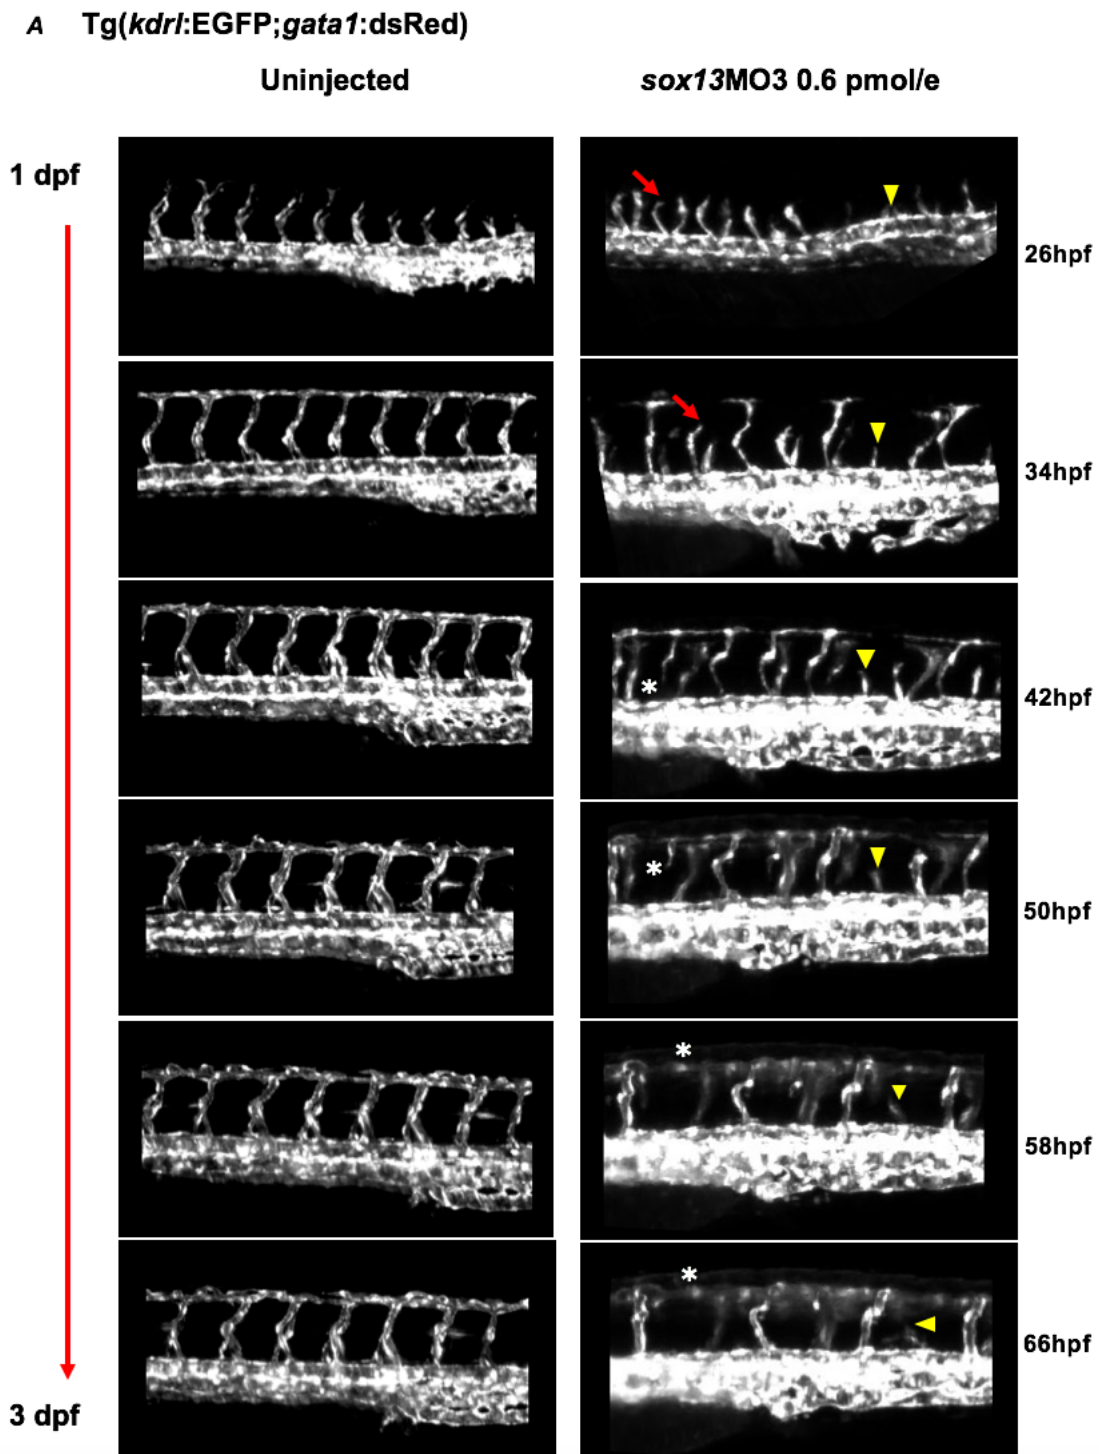 A Tg(kdrl:EGFP;gata1:dsRed)
Uninjected sox13MO3 0.6 pmol/e
1 dpf
26hpf
34hpf
*
42hpf
*
50hpf
*
58hpf
*
66hpf
3 dpf